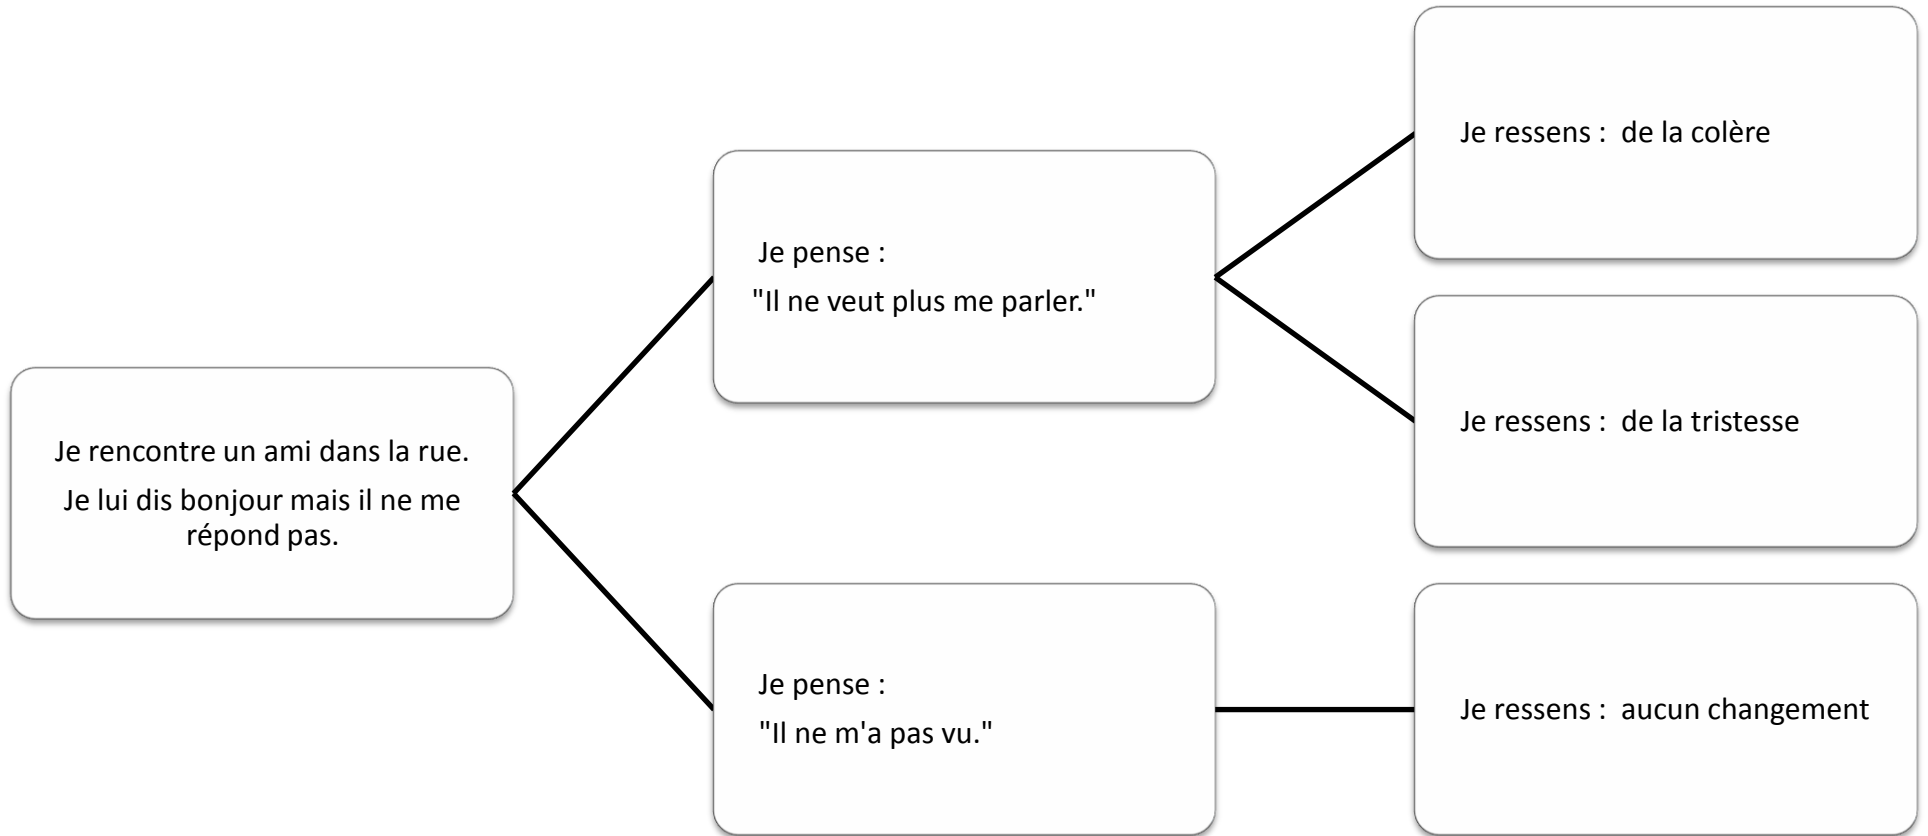 Je rencontre un ami dans la rue.
Je lui dis bonjour mais il ne me
répond pas.
Je pense :
"Il ne veut plus me parler."
Je ressens : de la colère
Je ressens : de la tristesse
Je pense :
"Il ne m'a pas vu."
Je ressens : aucun changement